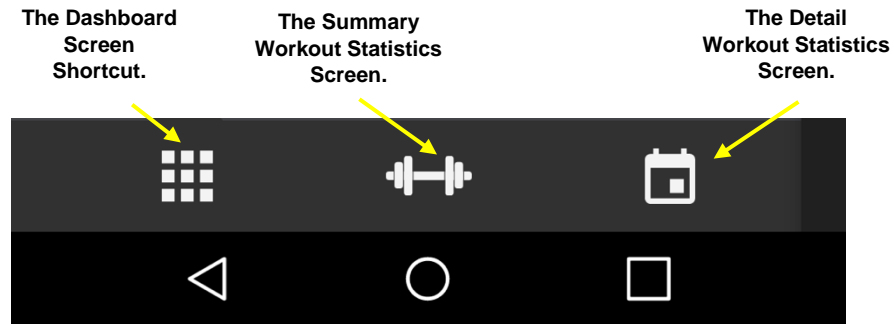 The Dashboard
Screen
Shortcut.
The Summary
Workout Statistics
Screen.
The Detail
Workout Statistics
Screen.